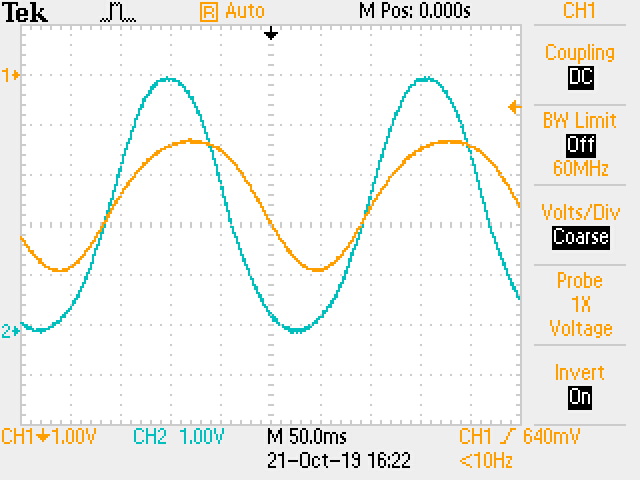 Tek R Auto M Pos: 0.000s CH1
Coupling
DC
BW Limit
Off
60MHz
Volts/Div
Coarse
Probe
1X
Voltage
Invert
On
1
2
CH1 1.00V CH2 1.00V M 50.0ms CH1 640mV
21-Oct-19 16:22 <10Hz